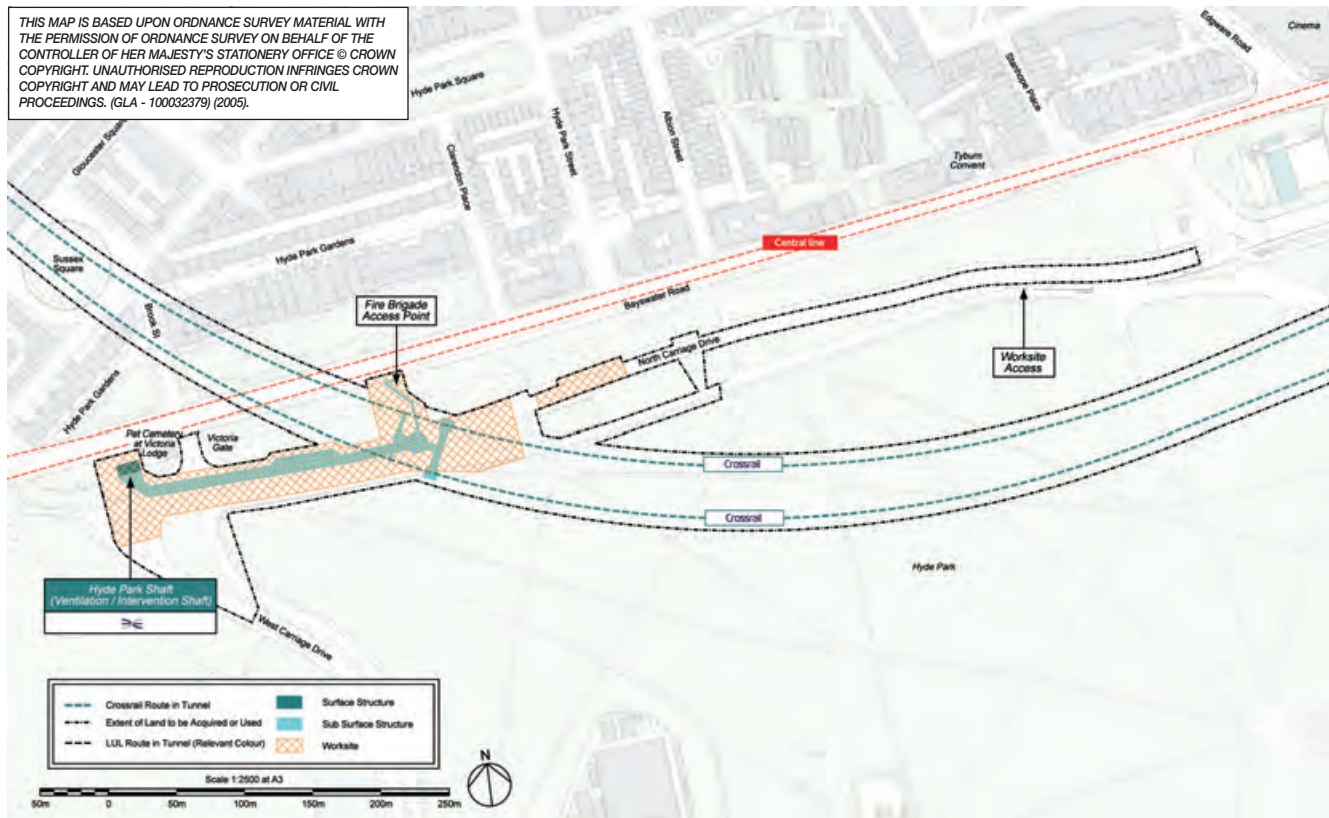 THIS MAP IS BASED UPON ORDNANCE SURVEY MATERIAL WITH
THE PERMISSION OF ORDNANCE SURVEY ON BEHALF OF THE
CONTROLLER OF HER MAJESTY'S STATIONERY OFFICE © CROWN
COPYRIGHT. UNAUTHORISED REPRODUCTION INFRINGES CROWN
COPYRIGHT AND MAY LEAD TO PROSECUTION OR CIVIL
PROCEEDINGS. (GLA - 100032379) (2005).
Edgware Road
Cinema
Stanhope Place
Hyde Park Square
Gloucester Square
Clarendon Place
Hyde Park Street
Albion Street
Tyburn
Convent
Central line
Hyde Park Gardens
Sussex
Square
Brook St
Bayswater Road
Fire Brigade
Access Point
North Carriage Drive
Worksite
Access
Hyde Park Gardens
Pet Cemetery
at Victoria
Lodge
Victoria
Gate
Crossrail
Crossrail
Hyde Park
Hyde Park Shaft
(Ventilation / Intervention Shaft)
West Carriage Drive
Crossrail Route in Tunnel
Extent of Land to be Acquired or Used
LUL Route in Tunnel (Relevant Colour)
Surface Structure
Sub Surface Structure
Worksite
Scale 1:2500 at A3
50m 0 50m 100m 150m 200m 250m
N